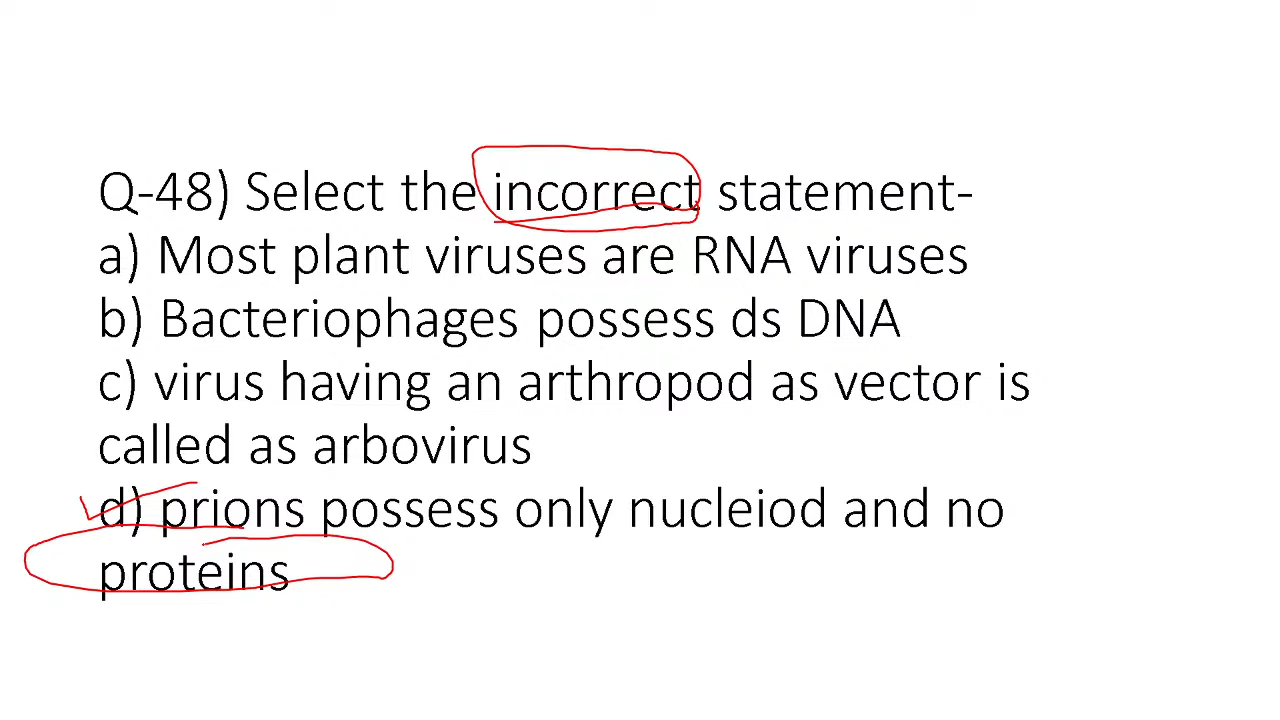 Q-48) Select the incorrect statement-
a) Most plant viruses are RNA viruses
b) Bacteriophages possess ds DNA
c) virus having an arthropod as vector is
called as arbovirus
d) prions possess only nucleiod and no
proteins